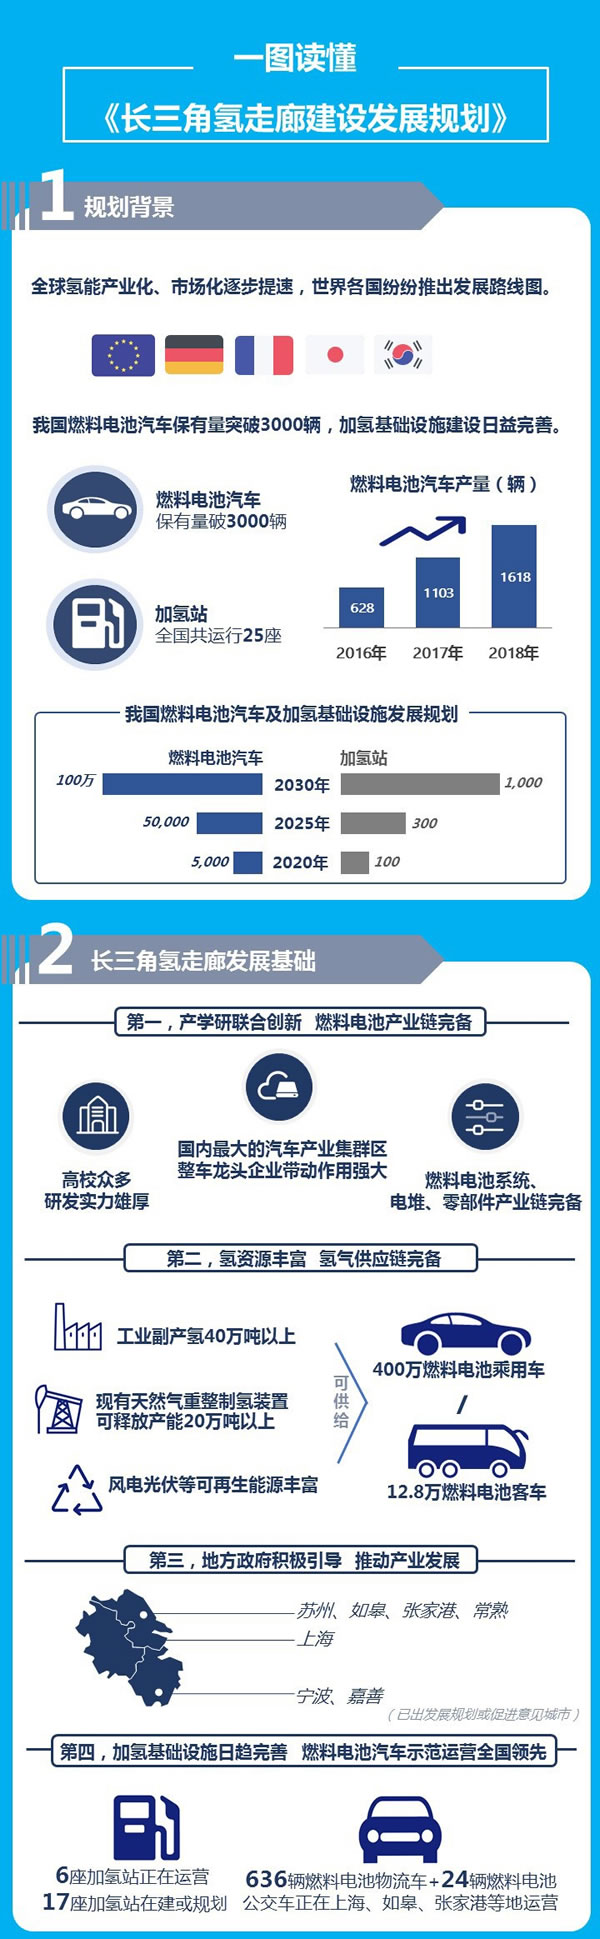 一图读懂
《长三角氢走廊建设发展规划》
1 规划背景
全球氢能产业化、市场化逐步提速，世界各国纷纷推出发展路线图。
我国燃料电池汽车保有量突破3000辆，加氢基础设施建设日益完善。
燃料电池汽车
保有量破3000辆
加氢站
全国共运行25座
燃料电池汽车产量（辆）
628
1103
1618
2016年
2017年
2018年
我国燃料电池汽车及加氢基础设施发展规划
燃料电池汽车
加氢站
100万
2030年
1,000
50,000
2025年
300
5,000
2020年
100
2 长三角氢走廊发展基础
第一，产学研联合创新 燃料电池产业链完备
高校众多
研发实力雄厚
国内最大的汽车产业集群区
整车龙头企业带动作用强大
燃料电池系统、
电堆、零部件产业链完备
第二，氢资源丰富 氢气供应链完备
工业副产氢40万吨以上
现有天然气重整制氢装置
可释放产能20万吨以上
风电光伏等可再生能源丰富
可供给
400万燃料电池乘用车
/
12.8万燃料电池客车
第三，地方政府积极引导 推动产业发展
苏州、如皋、张家港、常熟
上海
宁波、嘉善
（已出发展规划或促进意见城市）
第四，加氢基础设施日趋完善 燃料电池汽车示范运营全国领先
6座加氢站正在运营
17座加氢站在建或规划
636辆燃料电池物流车+24辆燃料电池
公交车正在上海、如皋、张家港等地运营